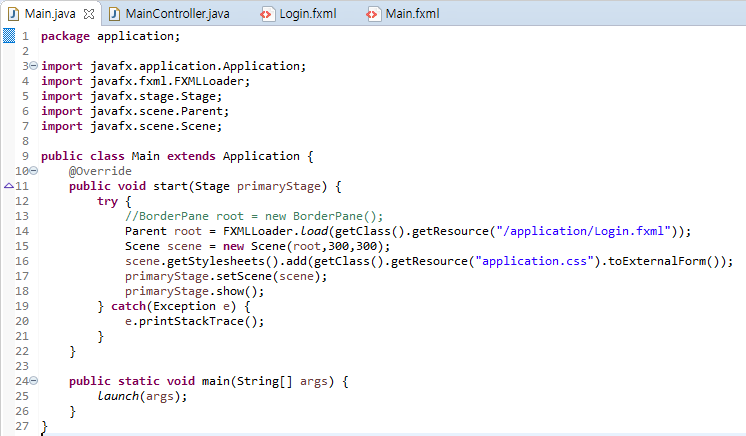 Main.java MainController.java Login.fxml Main.fxml
1 package application;
2
3 import javafx.application.Application;
4 import javafx.fxml.FXMLLoader;
5 import javafx.stage.Stage;
6 import javafx.scene.Parent;
7 import javafx.scene.Scene;
8
9 public class Main extends Application {
10 @Override
11 public void start(Stage primaryStage) {
12 try {
13 //BorderPane root = new BorderPane();
14 Parent root = FXMLLoader.load(getClass().getResource("/application/Login.fxml"));
15 Scene scene = new Scene(root,300,300);
16 scene.getStylesheets().add(getClass().getResource("application.css").toExternalForm());
17 primaryStage.setScene(scene);
18 primaryStage.show();
19 } catch(Exception e) {
20 e.printStackTrace();
21 }
22 }
23
24 public static void main(String[] args) {
25 launch(args);
26 }
27 }